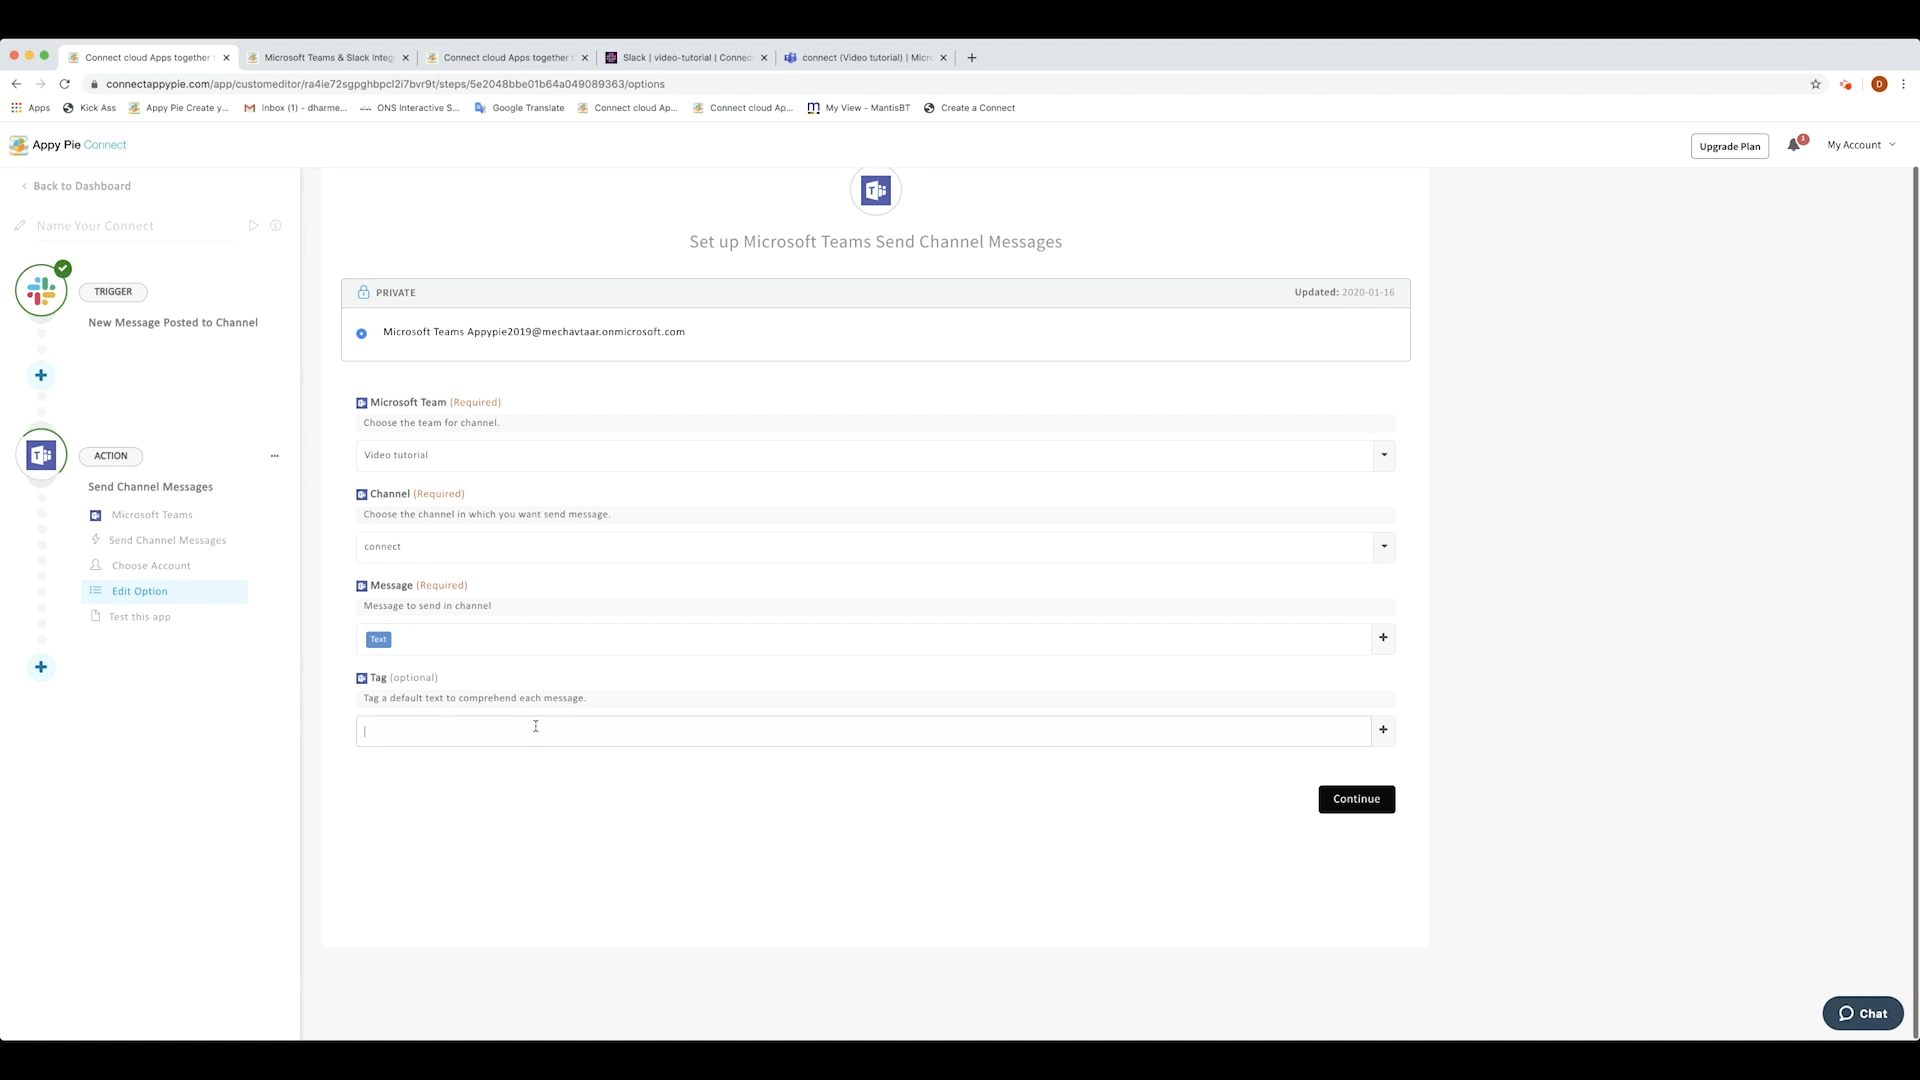 Connect cloud Apps together
Microsoft Teams & Slack Integ
Connect cloud Apps together
Slack | video-tutorial | Connec
connect (Video tutorial) | Micro
connectappypie.com/app/customeditor/ra4ie72sgpghbpcl2i7bvr9t/steps/5e2048bbe01b64a049089363/options
D
Apps
Kick Ass
Appy Pie Create y...
Inbox (1) - dharme...
ONS Interactive S...
Google Translate
Connect cloud Ap...
Connect cloud Ap...
My View - MantisBT
Create a Connect
Appy Pie Connect
Upgrade Plan
1
My Account
Back to Dashboard
Name Your Connect
TRIGGER
New Message Posted to Channel
ACTION
...
Send Channel Messages
Microsoft Teams
Send Channel Messages
Choose Account
Edit Option
Test this app
Set up Microsoft Teams Send Channel Messages
PRIVATE
Updated: 2020-01-16
Microsoft Teams Appypie2019@mechavtaar.onmicrosoft.com
Microsoft Team (Required)
Choose the team for channel.
Video tutorial
Channel (Required)
Choose the channel in which you want send message.
connect
Message (Required)
Message to send in channel
Text
Tag (optional)
Tag a default text to comprehend each message.
Continue
Chat